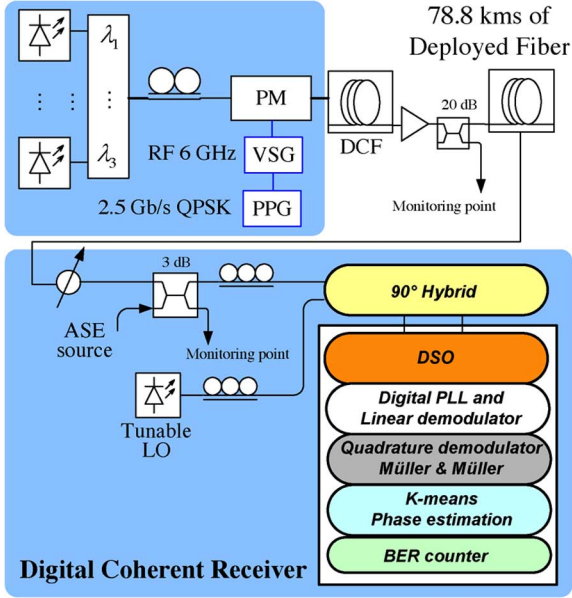 78.8 kms of
Deployed Fiber
λ1
... ...
λ3
PM
RF 6 GHz
VSG
2.5 Gb/s QPSK
PPG
DCF
20 dB
Monitoring point
3 dB
ASE
source
Monitoring point
Tunable
LO
90° Hybrid
DSO
Digital PLL and
Linear demodulator
Quadrature demodulator
Müller & Müller
K-means
Phase estimation
BER counter
Digital Coherent Receiver